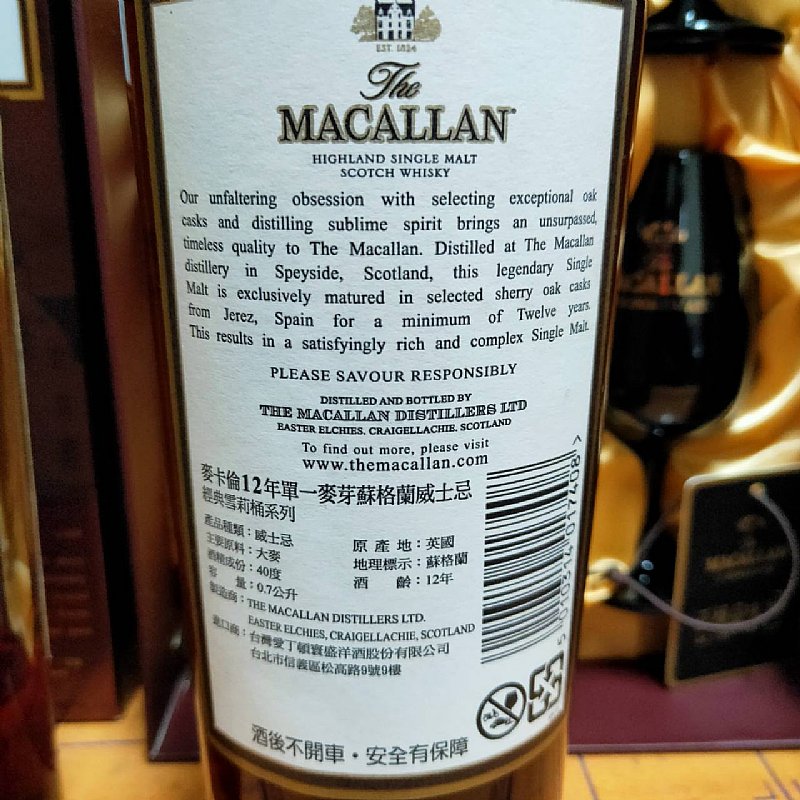 EST. 1824
The
MACALLAN
HIGHLAND SINGLE MALT
SCOTCH WHISKY
Our unfaltering obsession with selecting exceptional oak
casks and distilling sublime spirit brings an unsurpassed,
timeless quality to The Macallan. Distilled at The Macallan
distillery in Speyside, Scotland, this legendary Single
Malt is exclusively matured in selected sherry oak casks
from Jerez, Spain for a minimum of Twelve years.
This results in a satisfyingly rich and complex Single Malt.
PLEASE SAVOUR RESPONSIBLY
DISTILLED AND BOTTLED BY
THE MACALLAN DISTILLERS LTD
EASTER ELCHIES, CRAIGELLACHIE, SCOTLAND
To find out more, please visit
www.themacallan.com
麥卡倫12年單一麥芽蘇格蘭威士忌
經典雪莉桶系列
產品種類：威士忌
主要原料：大麥 原產地：英國
酒精成份：40度 地理標示：蘇格蘭
容量：0.7公升 酒齡：12年
製造商：THE MACALLAN DISTILLERS LTD.
EASTER ELCHIES, CRAIGELLACHIE, SCOTLAND
進口商：台灣愛丁頓寰盛洋酒股份有限公司
台北市信義區松高路9號9樓
5 010314 017408 >
酒後不開車・安全有保障
MACALLAN
MACALLAN